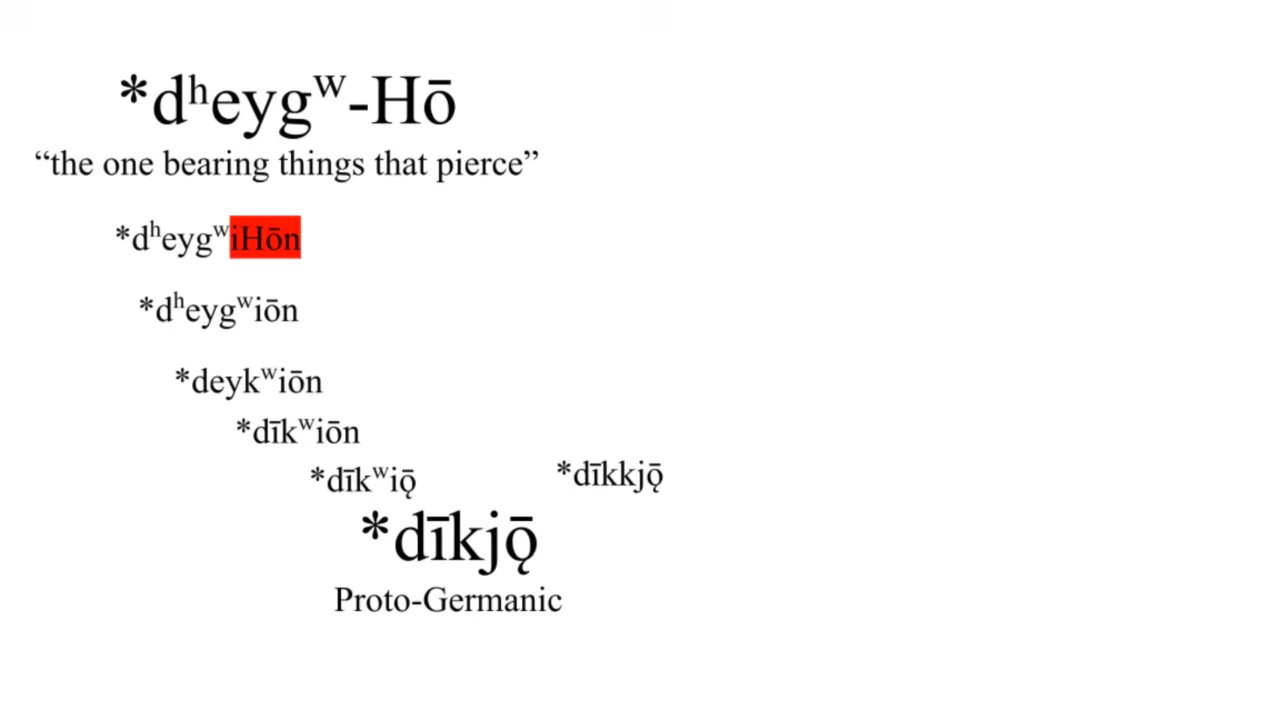 *dʰeygʷ-Hō
“the one bearing things that pierce”
*dʰeygʷiHōn
*dʰeygʷiōn
*deykʷiōn
*dīkʷiōn
*dīkʷiǭ
*dīkkjǭ
*dīkjǭ
Proto-Germanic